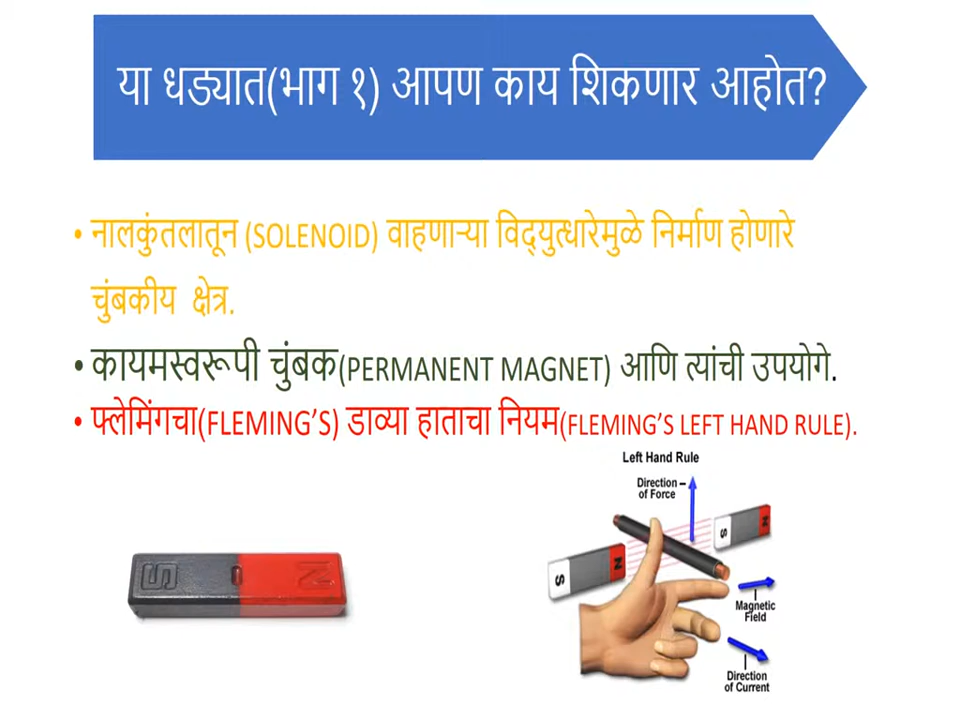 या धड्यात(भाग १) आपण काय शिकणार आहोत?
• नालकुंतलातून (SOLENOID) वाहणाऱ्या विद्‌युत्धारेमुळे निर्माण होणारे
चुंबकीय क्षेत्र.
• कायमस्वरूपी चुंबक(PERMANENT MAGNET) आणि त्यांची उपयोगे.
• फ्लेमिंगचा(FLEMING’S) डाव्या हाताचा नियम(FLEMING’S LEFT HAND RULE).
Left Hand Rule
Direction
of Force
S
N
S
N
S
N
Magnetic
Field
Direction
of Current